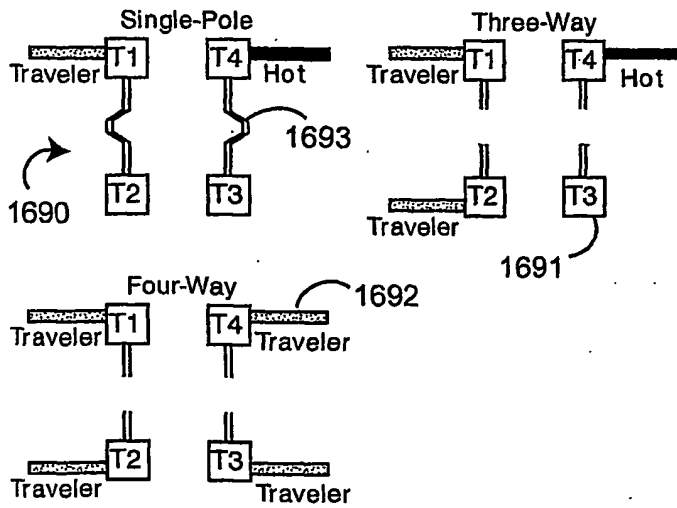 Single-Pole
T1
T4
Traveler
Hot
1693
1690
T2
T3
Three-Way
T1
T4
Hot
T2
T3
Traveler
1691
Four-Way
1692
T1
T4
Traveler
Traveler
T2
T3
Traveler
Traveler